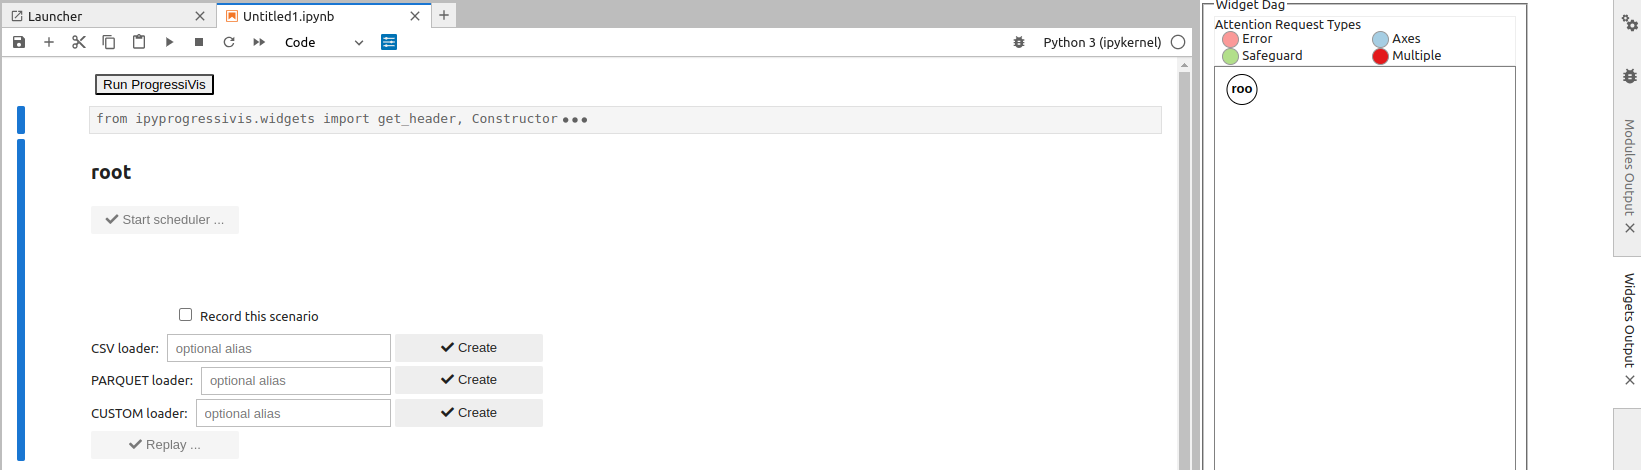 Launcher
Untitled1.ipynb
Code
Python 3 (ipykernel)
Run ProgressiVis
from ipyprogressivis.widgets import get_header, Constructor
root
Start scheduler ...
Record this scenario
CSV loader: optional alias Create
PARQUET loader: optional alias Create
CUSTOM loader: optional alias Create
Replay ...
Widget Dag
Attention Request Types
Error Axes
Safeguard Multiple
roo
Modules Output
Widgets Output